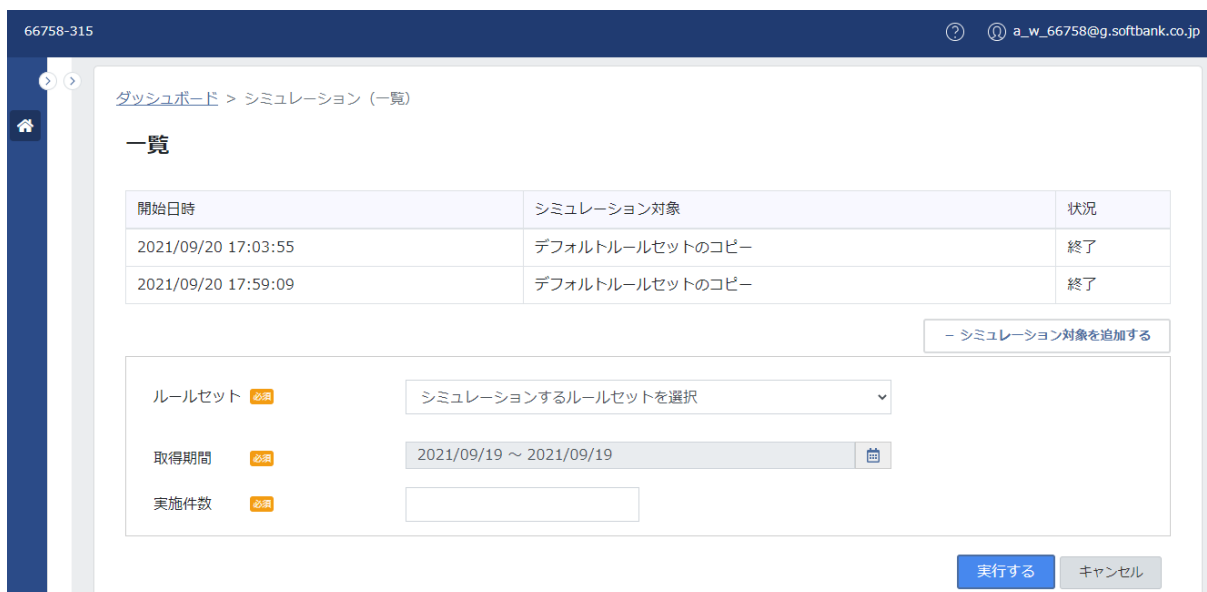 66758-315
a_w_66758@g.softbank.co.jp
ダッシュボード > シミュレーション（一覧）
一覧
開始日時 シミュレーション対象 状況
2021/09/20 17:03:55 デフォルトルールセットのコピー 終了
2021/09/20 17:59:09 デフォルトルールセットのコピー 終了
− シミュレーション対象を追加する
ルールセット 必須 シミュレーションするルールセットを選択
取得期間 必須 2021/09/19 ～ 2021/09/19
実施件数 必須
実行する キャンセル